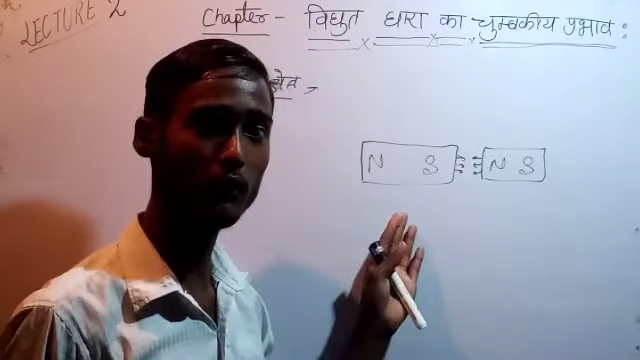 LECTURE 2
Chapter - विद्युत धारा का चुम्बकीय प्रभाव :
N S N S